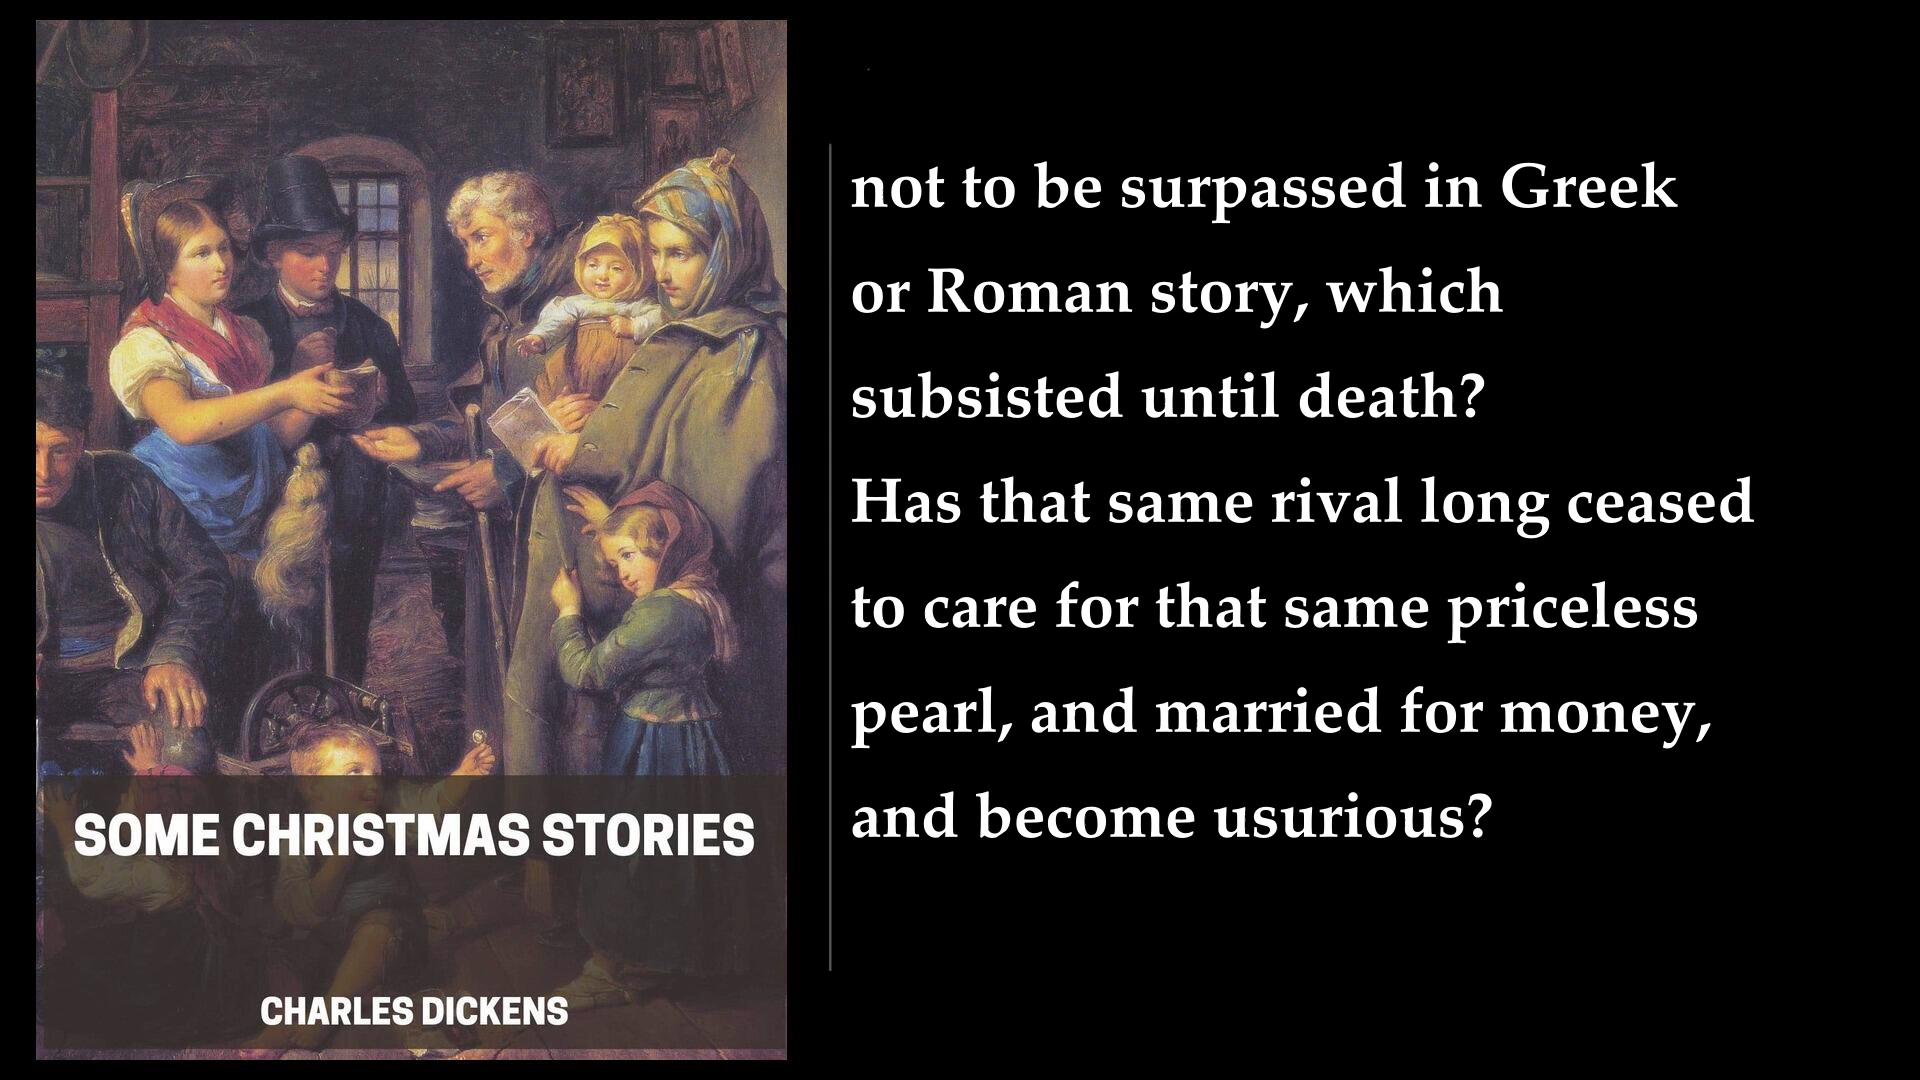 SOME CHRISTMAS STORIES
CHARLES DICKENS
not to be surpassed in Greek
or Roman story, which
subsisted until death?
Has that same rival long ceased
to care for that same priceless
pearl, and married for money,
and become usurious?